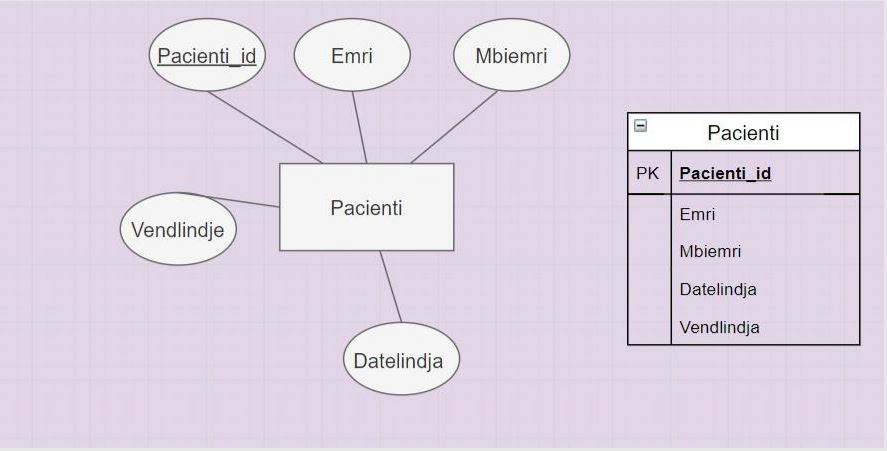 Pacienti_id
Emri
Mbiemri
Vendlindje
Pacienti
Datelindja
Pacienti
PK Pacienti_id
Emri
Mbiemri
Datelindja
Vendlindja